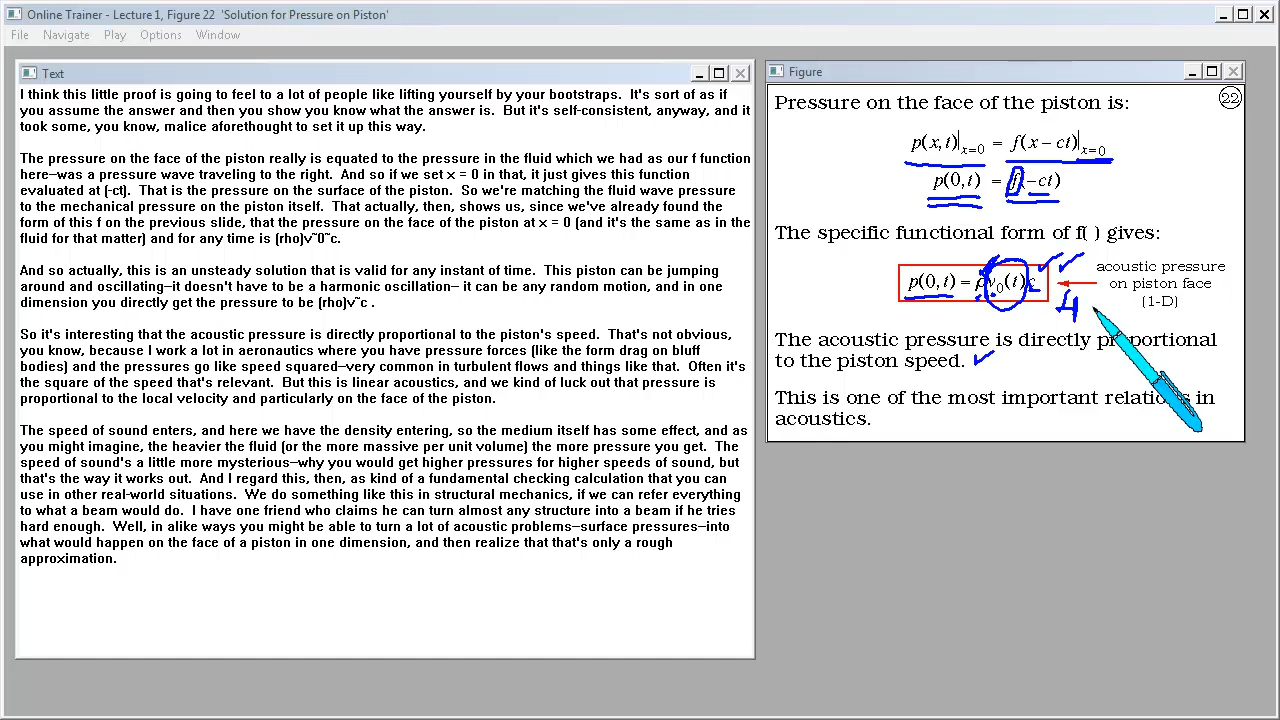 Online Trainer - Lecture 1, Figure 22 'Solution for Pressure on Piston'
File Navigate Play Options Window
Text
I think this little proof is going to feel to a lot of people like lifting yourself by your bootstraps. It's sort of as if
you assume the answer and then you show you know what the answer is. But it's self-consistent, anyway, and it
took some, you know, malice aforethought to set it up this way.
The pressure on the face of the piston really is equated to the pressure in the fluid which we had as our f function
here—was a pressure wave traveling to the right. And so if we set x = 0 in that, it just gives this function
evaluated at (-ct). That is the pressure on the surface of the piston. So we're matching the fluid wave pressure
to the mechanical pressure on the piston itself. That actually, then, shows us, since we've already found the
form of this f on the previous slide, that the pressure on the face of the piston at x = 0 (and it's the same as in the
fluid for that matter) and for any time is (rho)v~0~c.
And so actually, this is an unsteady solution that is valid for any instant of time. This piston can be jumping
around and oscillating—it doesn't have to be a harmonic oscillation— it can be any random motion, and in one
dimension you directly get the pressure to be (rho)v~c .
So it's interesting that the acoustic pressure is directly proportional to the piston's speed. That's not obvious,
you know, because I work a lot in aeronautics where you have pressure forces (like the form drag on bluff
bodies) and the pressures go like speed squared—very common in turbulent flows and things like that. Often it's
the square of the speed that's relevant. But this is linear acoustics, and we kind of luck out that pressure is
proportional to the local velocity and particularly on the face of the piston.
The speed of sound enters, and here we have the density entering, so the medium itself has some effect, and as
you might imagine, the heavier the fluid (or the more massive per unit volume) the more pressure you get. The
speed of sound's a little more mysterious—why you would get higher pressures for higher speeds of sound, but
that's the way it works out. And I regard this, then, as kind of a fundamental checking calculation that you can
use in other real-world situations. We do something like this in structural mechanics, if we can refer everything
to what a beam would do. I have one friend who claims he can turn almost any structure into a beam if he tries
hard enough. Well, in alike ways you might be able to turn a lot of acoustic problems—surface pressures—into
what would happen on the face of a piston in one dimension, and then realize that that's only a rough
approximation.
Figure
Pressure on the face of the piston is:
22
p(x,t)|x=0 = f(x−ct)|x=0
p(0,t) = f(−ct)
The specific functional form of f( ) gives:
p(0,t) = ρv0(t)c
acoustic pressure
on piston face
(1-D)
The acoustic pressure is directly proportional
to the piston speed.
This is one of the most important relations in
acoustics.